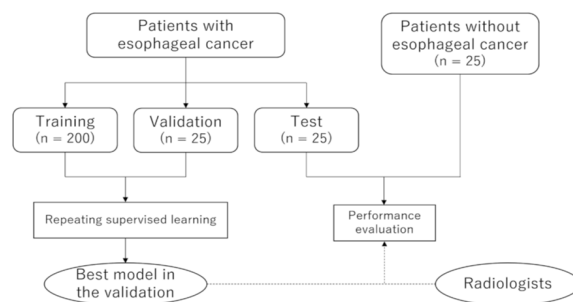 Patients with
esophageal cancer
Patients without
esophageal cancer
(n = 25)
Training
(n = 200)
Validation
(n = 25)
Test
(n = 25)
Repeating supervised learning
Performance
evaluation
Best model in
the validation
Radiologists